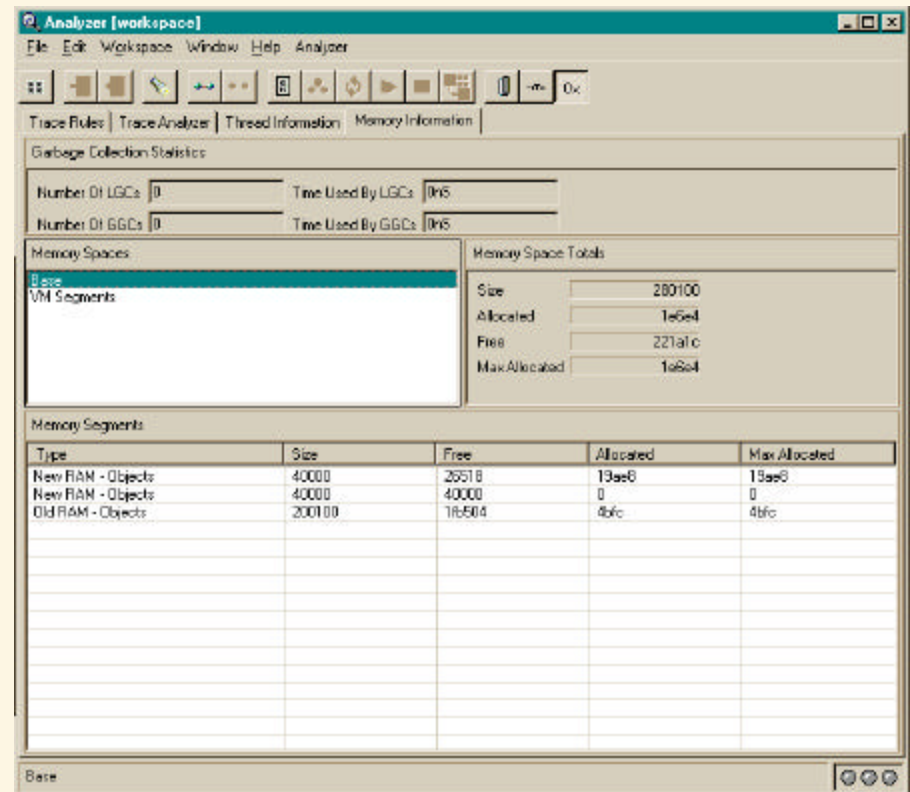 Analyzer [workspace]
File Edit Workspace Window Help Analyzer
0x
Trace Rules Trace Analyzer Thread Information Memory Information
Garbage Collection Statistics
Number Of LGCs 0 Time Used By LGCs 0nS
Number Of GGCs 0 Time Used By GGCs 0nS
Memory Spaces
Base
VM Segments
Memory Space Totals
Size 280100
Allocated 1e6e4
Free 221a1c
Max Allocated 1e6e4
Memory Segments
Type Size Free Allocated Max Allocated
New RAM - Objects 40000 26518 19ae8 19ae8
New RAM - Objects 40000 40000 0 0
Old RAM - Objects 200100 1fb504 4bfc 4bfc
Base